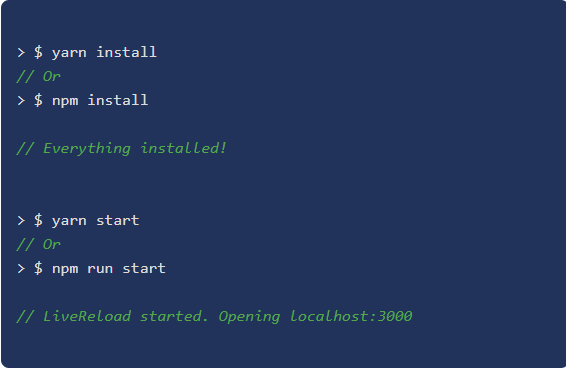 > $ yarn install
// Or
> $ npm install
// Everything installed!
> $ yarn start
// Or
> $ npm run start
// LiveReload started. Opening localhost:3000